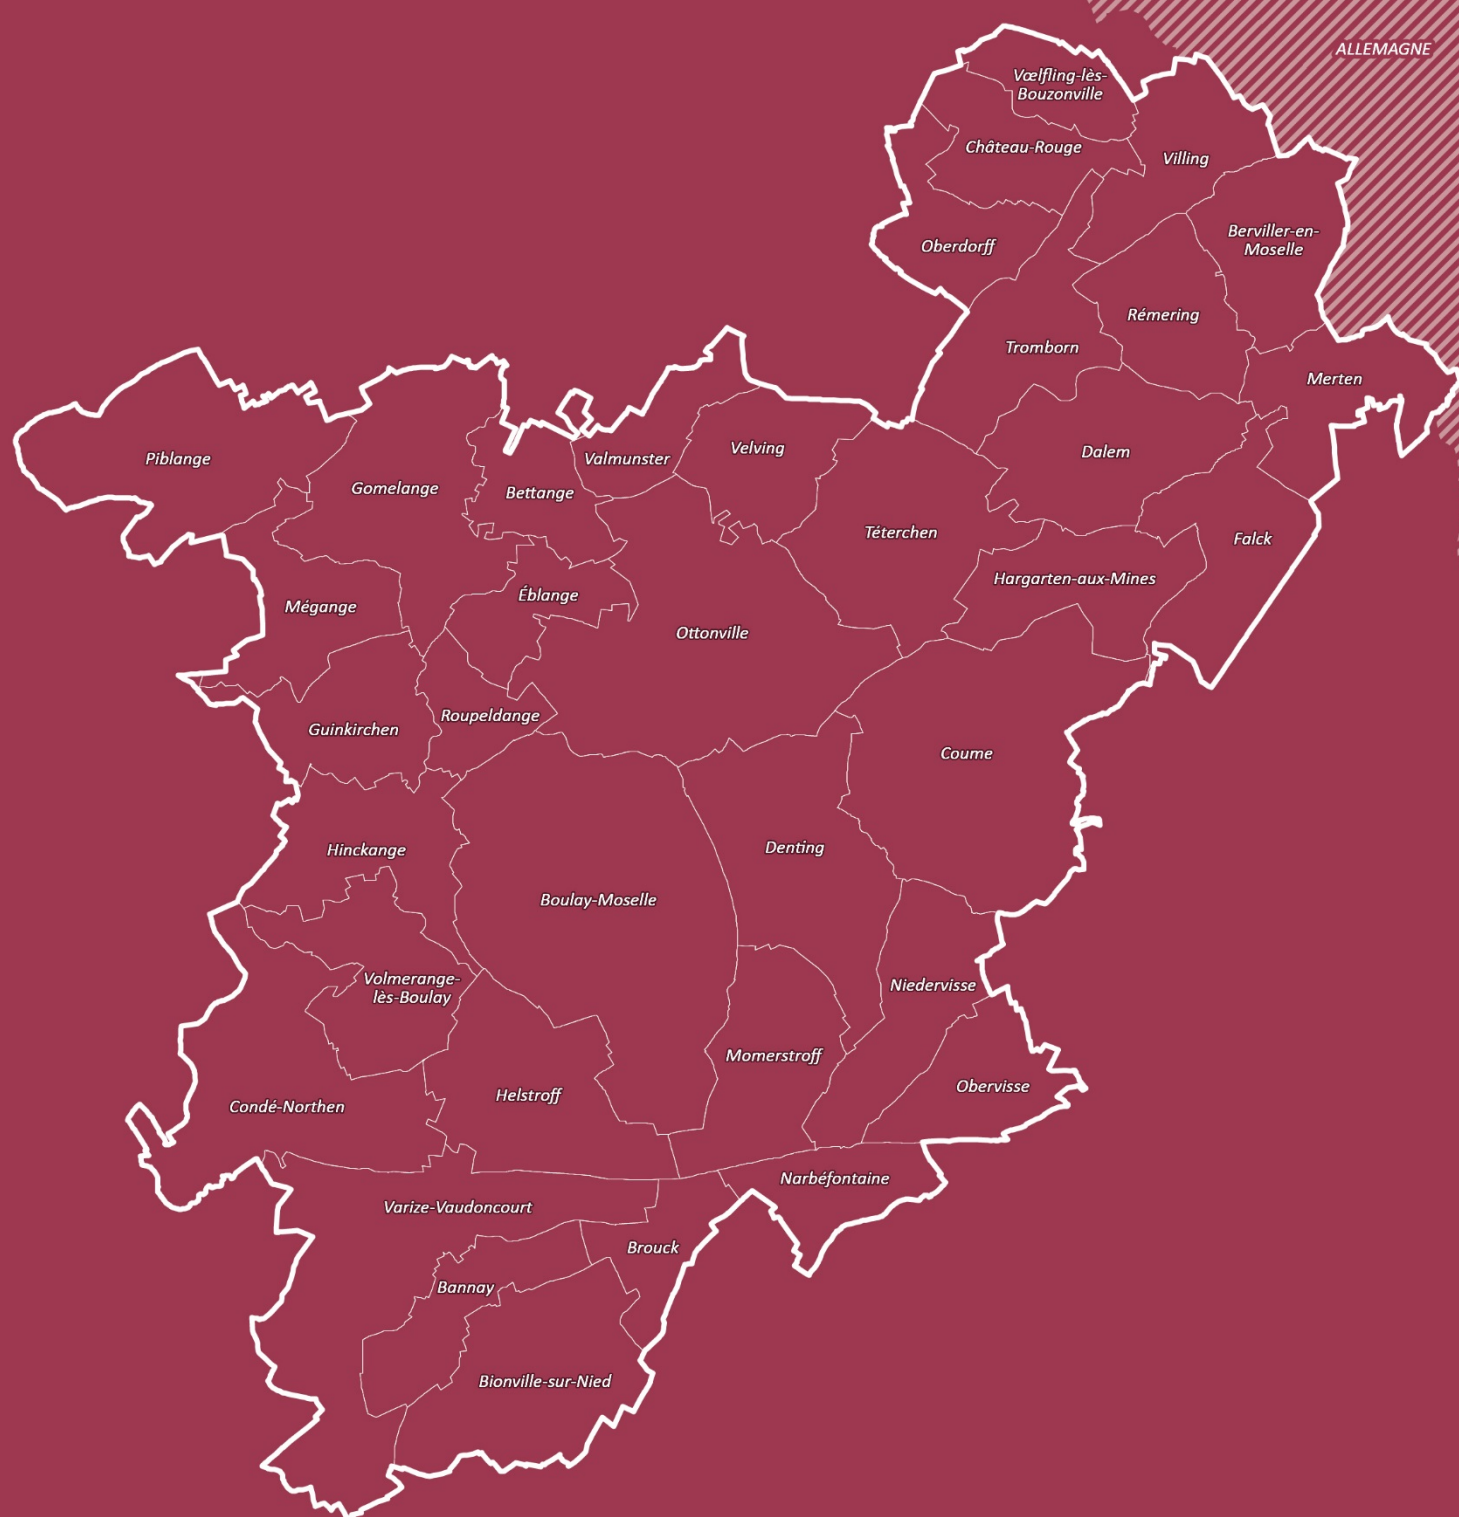 ALLEMAGNE
Vœlfling-lès-
Bouzonville
Château-Rouge
Villing
Berviller-en-
Moselle
Oberdorff
Rémering
Tromborn
Merten
Piblange
Velving
Valmunster
Dalem
Gomelange
Bettange
Téterchen
Falck
Hargarten-aux-Mines
Éblange
Mégange
Ottonville
Roupeldange
Guinkirchen
Coume
Denting
Hinckange
Boulay-Moselle
Volmerange-
lès-Boulay
Niedervisse
Momerstroff
Obervisse
Helstroff
Condé-Northen
Narbéfontaine
Varize-Vaudoncourt
Brouck
Bannay
Bionville-sur-Nied